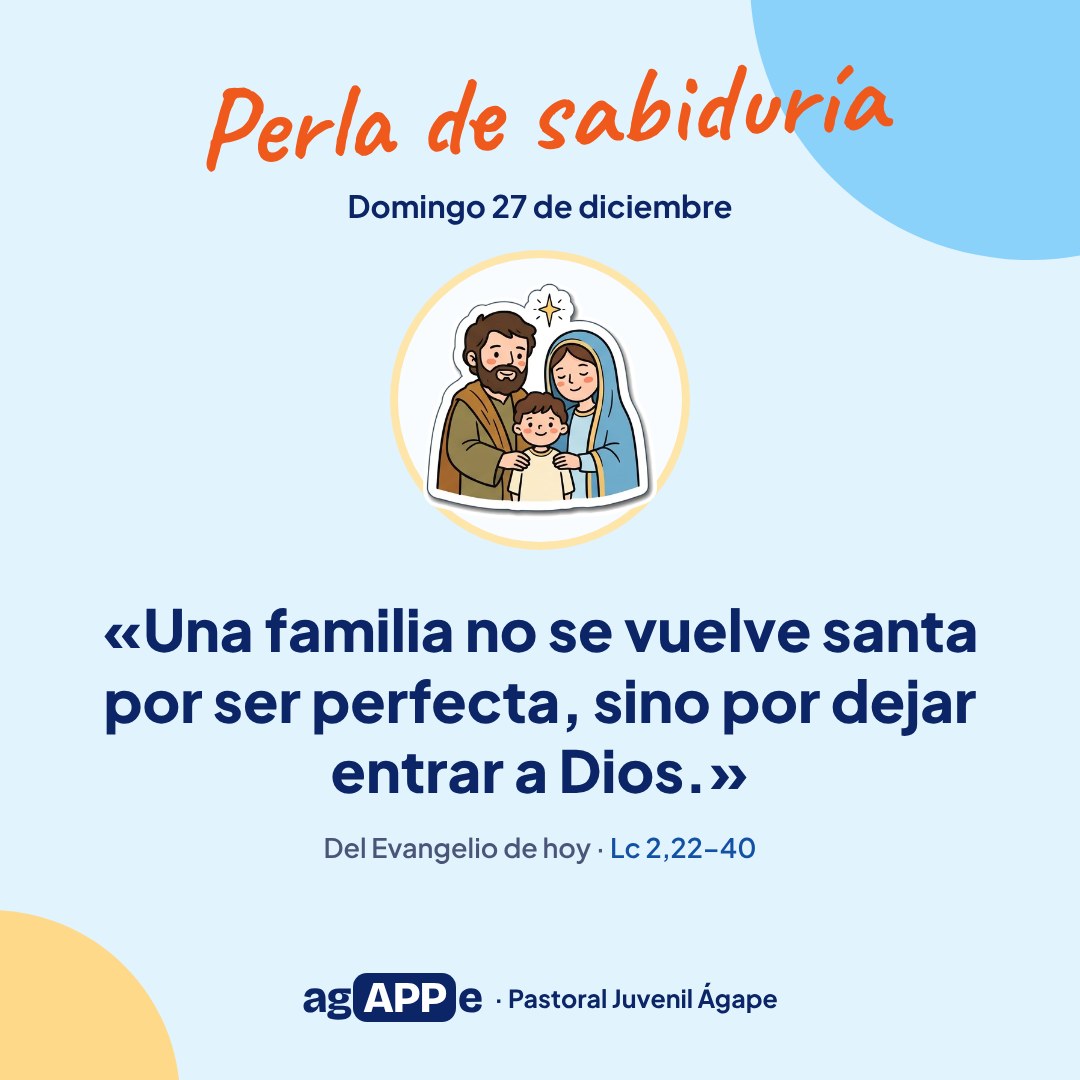 Perla de sabiduría
Domingo 27 de diciembre
«Una familia no se vuelve santa
por ser perfecta, sino por dejar
entrar a Dios.»
Del Evangelio de hoy · Lc 2,22–40
agAPPe · Pastoral Juvenil Ágape